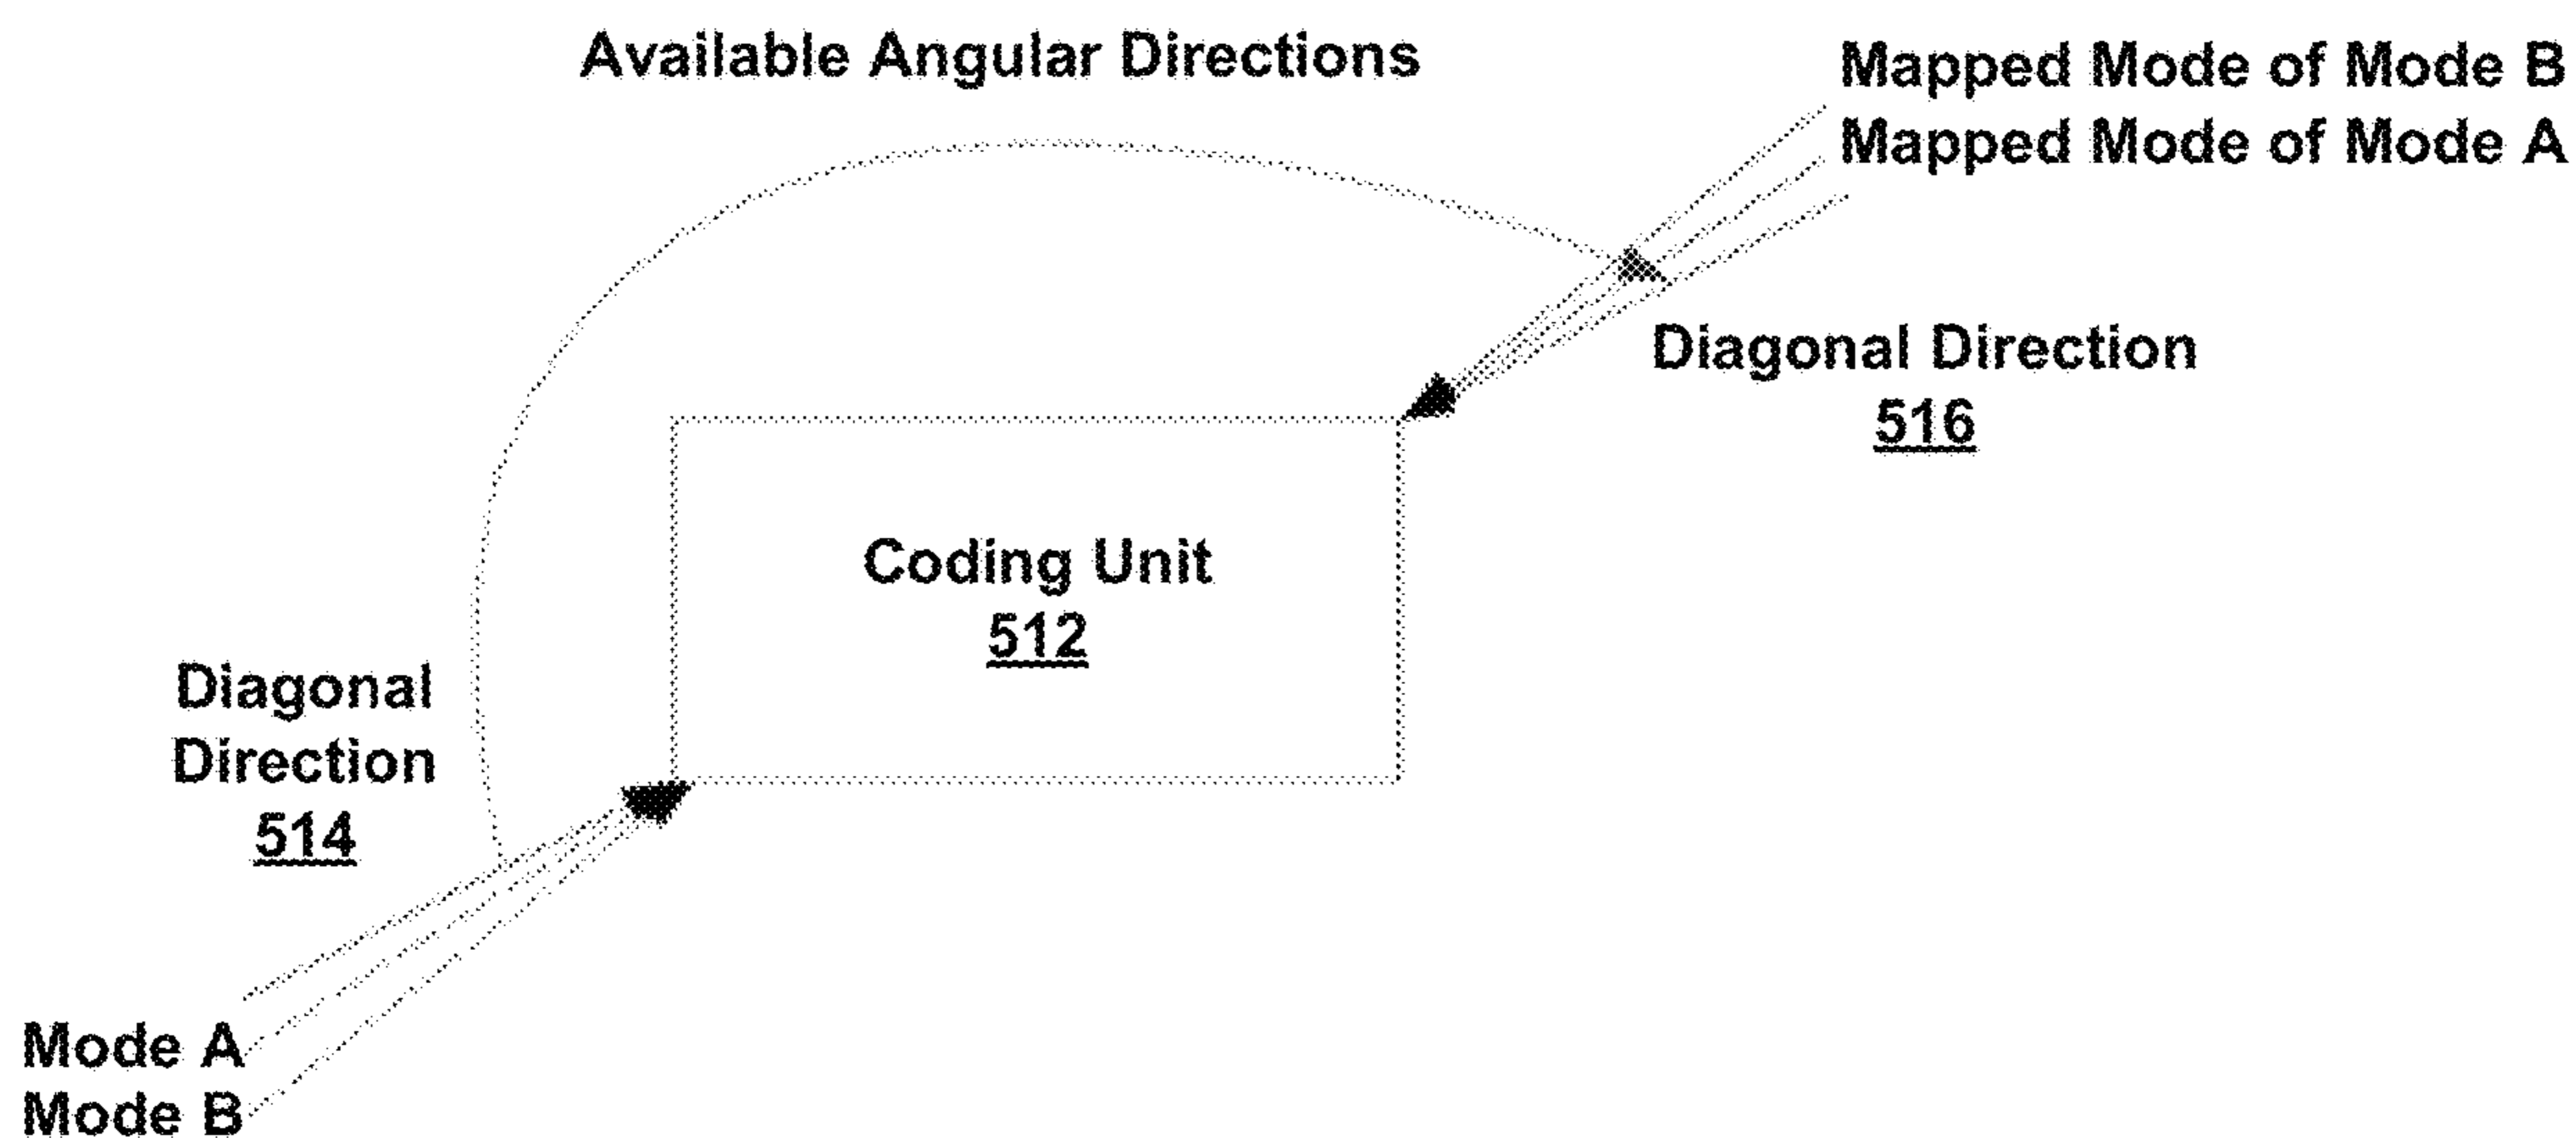 Available Angular Directions
Mapped Mode of Mode B
Mapped Mode of Mode A
Diagonal Direction
516
Coding Unit
512
Diagonal
Direction
514
Mode A
Mode B